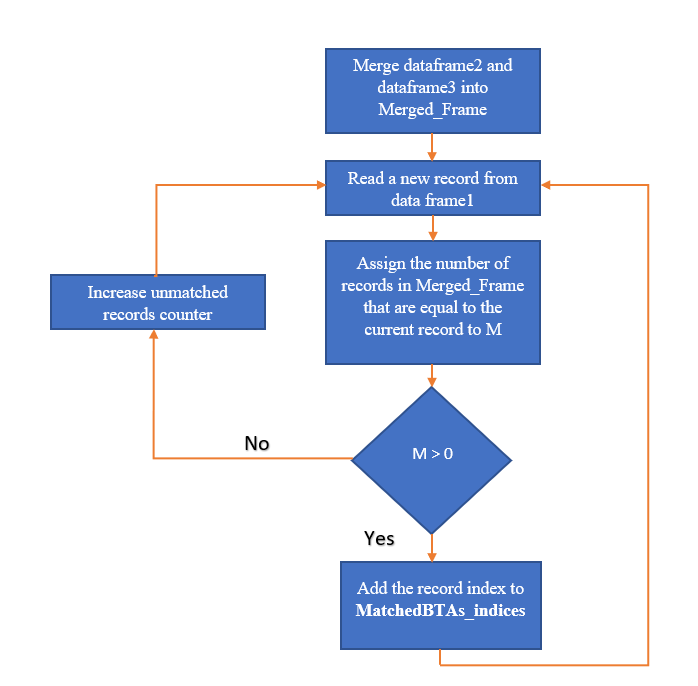 Merge dataframe2 and
dataframe3 into
Merged_Frame
Read a new record from
data frame1
Assign the number of
records in Merged_Frame
that are equal to the
current record to M
Increase unmatched
records counter
M > 0
No
Yes
Add the record index to
MatchedBTAs_indices